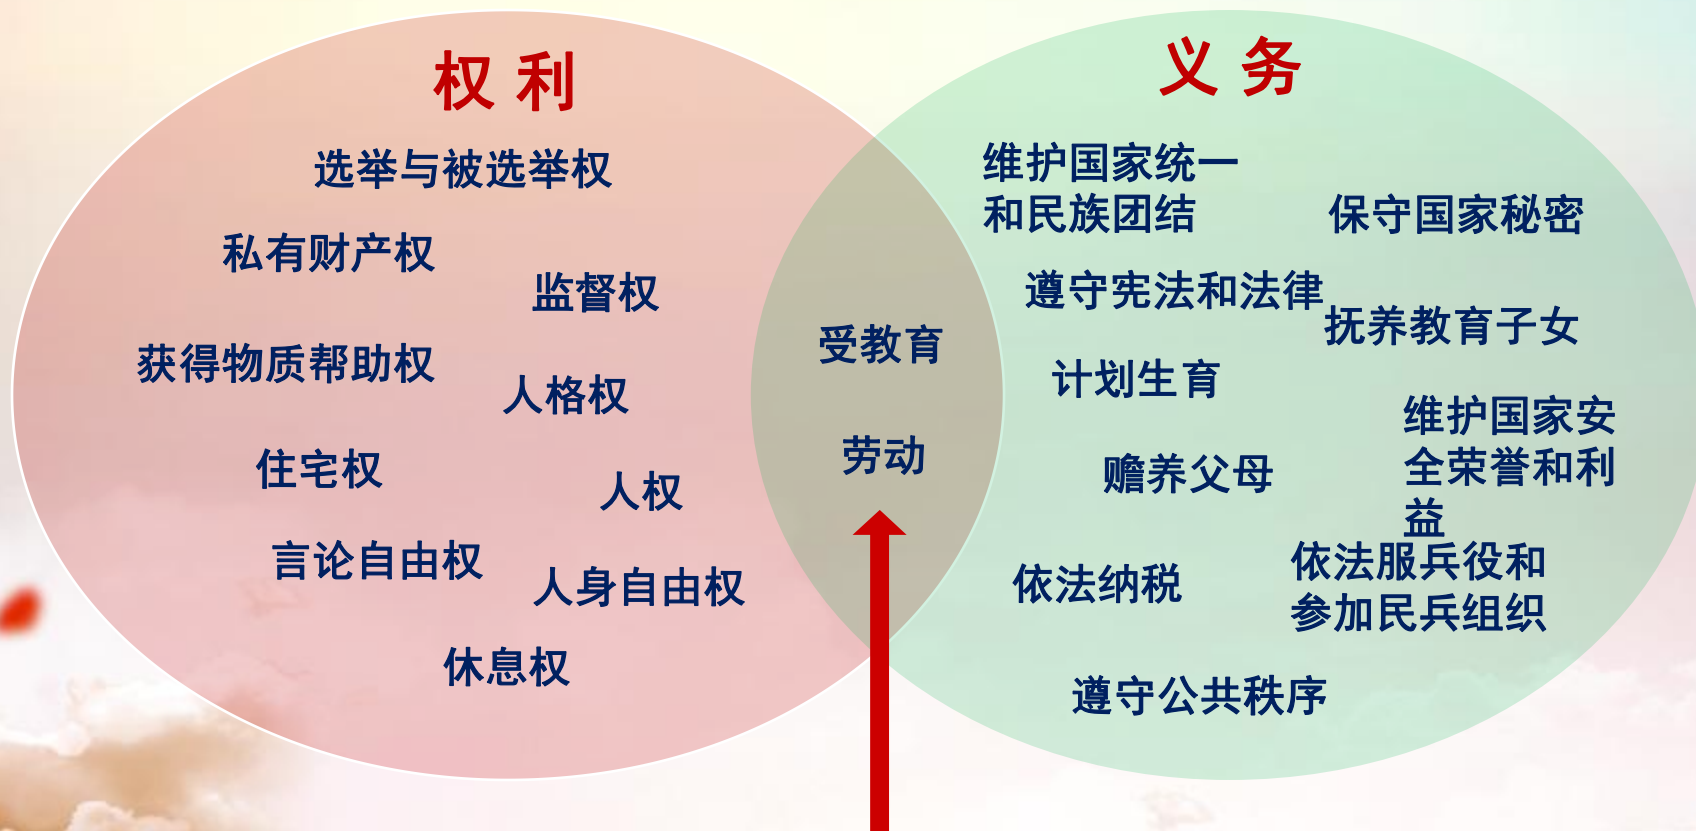 权利
选举与被选举权
私有财产权
监督权
获得物质帮助权
人格权
住宅权
人权
言论自由权
人身自由权
休息权
受教育
劳动
义务
维护国家统一
和民族团结
保守国家秘密
遵守宪法和法律
抚养教育子女
计划生育
维护国家安
全荣誉和利
益
赡养父母
依法纳税
依法服兵役和
参加民兵组织
遵守公共秩序